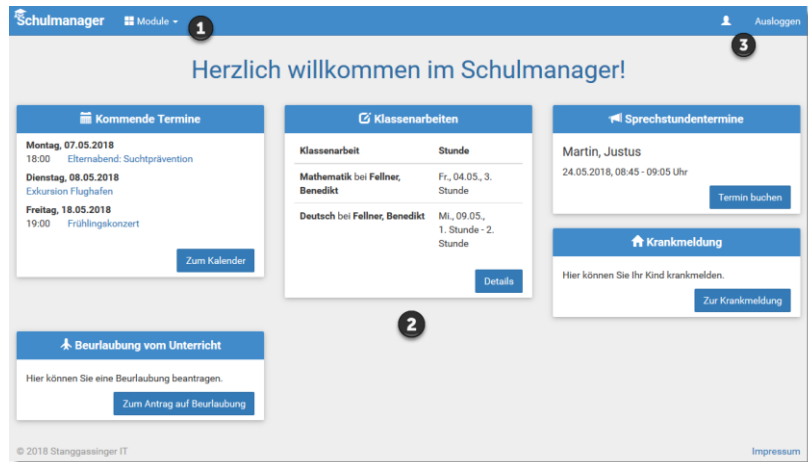 Schulmanager Module 1 Ausloggen
3
Herzlich willkommen im Schulmanager!
Kommende Termine
Montag, 07.05.2018
18:00 Elternabend: Suchtprävention
Dienstag, 08.05.2018
Exkursion Flughafen
Freitag, 18.05.2018
19:00 Frühlingskonzert
Zum Kalender
Klassenarbeiten
Klassenarbeit Stunde
Mathematik bei Fellner, Fr., 04.05., 3.
Benedikt Stunde
Deutsch bei Fellner, Benedikt Mi., 09.05.,
1. Stunde - 2.
Stunde
Details
2
Sprechstundentermine
Martin, Justus
24.05.2018, 08:45 - 09:05 Uhr
Termin buchen
Krankmeldung
Hier können Sie Ihr Kind krankmelden.
Zur Krankmeldung
Beurlaubung vom Unterricht
Hier können Sie eine Beurlaubung beantragen.
Zum Antrag auf Beurlaubung
© 2018 Stanggassinger IT Impressum